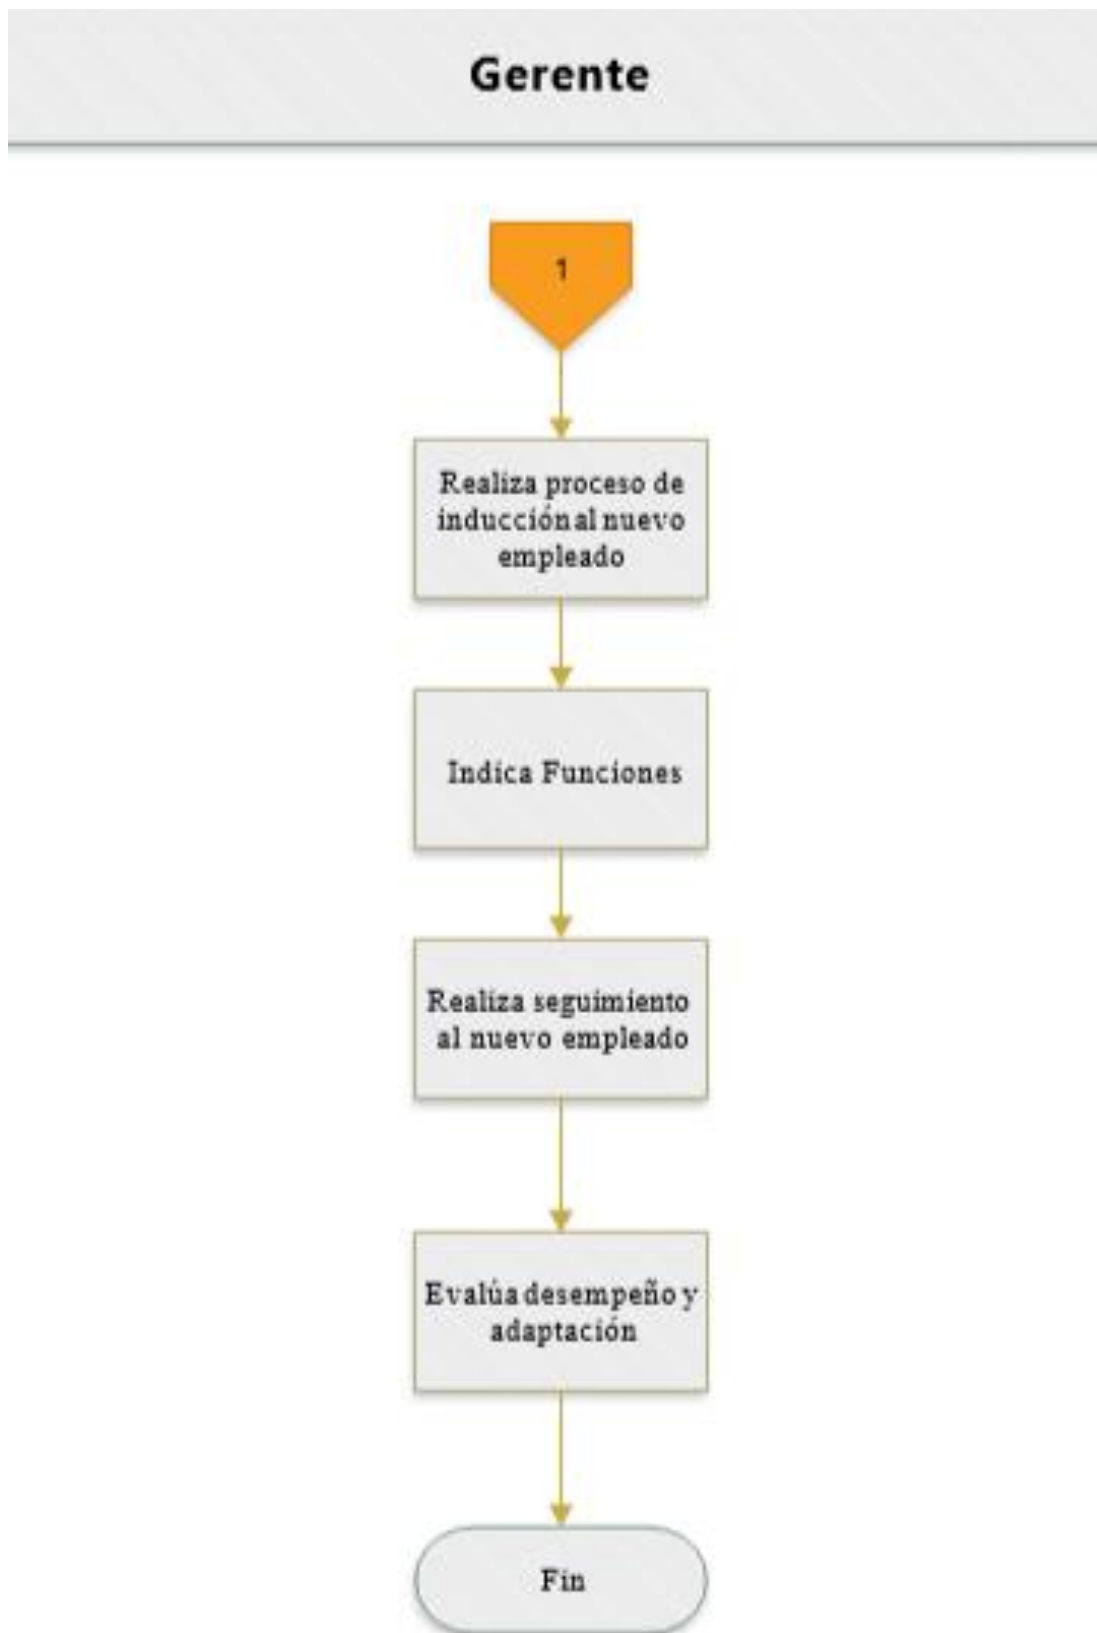 Gerente
1
Realiza proceso de
inducción al nuevo
empleado
Indica Funciones
Realiza seguimiento
al nuevo empleado
Evalúa desempeño y
adaptación
Fin